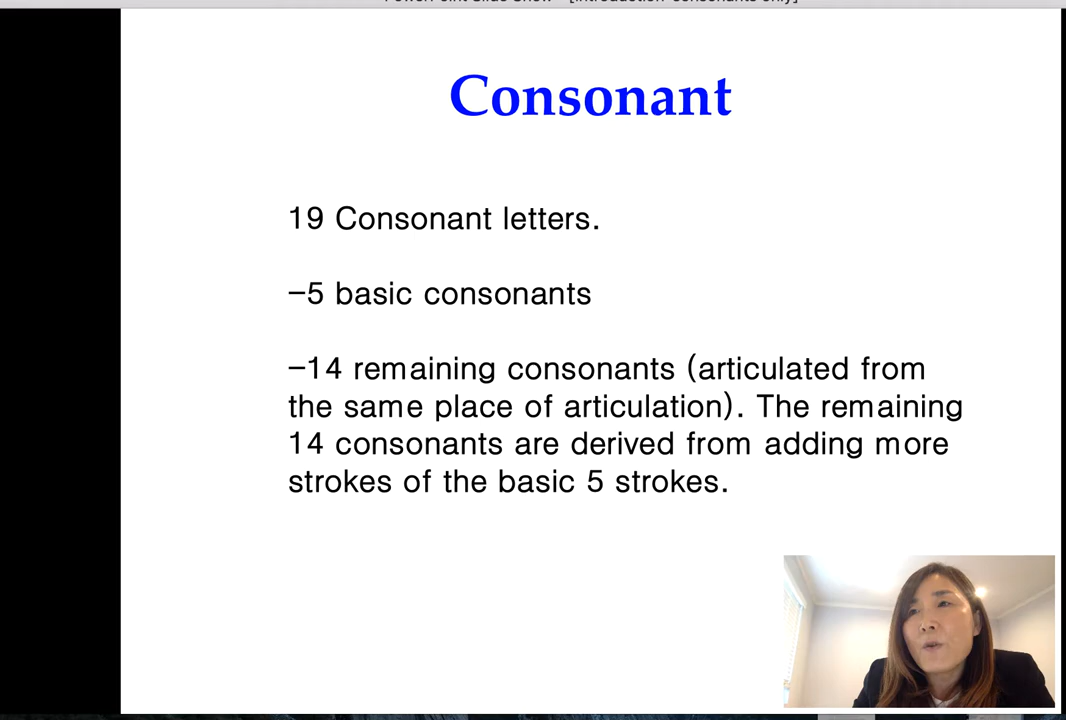 Consonant
19 Consonant letters.
-5 basic consonants
-14 remaining consonants (articulated from
the same place of articulation). The remaining
14 consonants are derived from adding more
strokes of the basic 5 strokes.